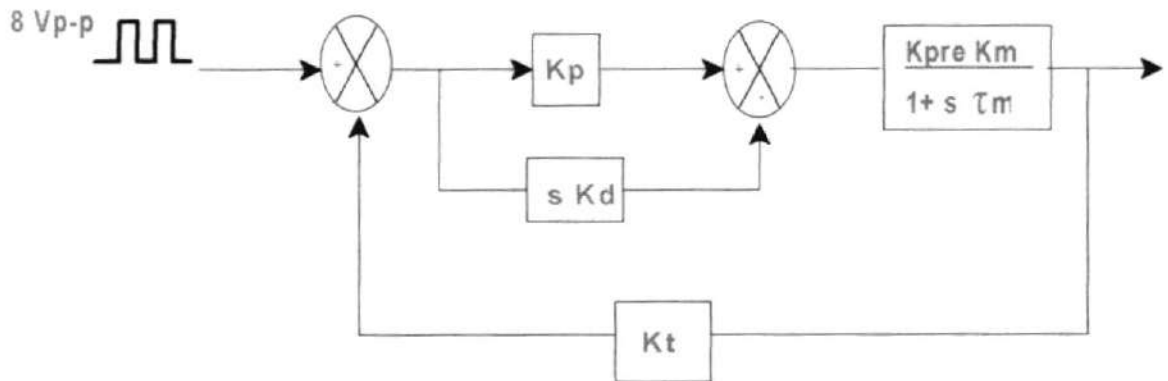 8 Vp-p
+
Kp
+
-
Kpre Km
1+ s τm
s Kd
Kt